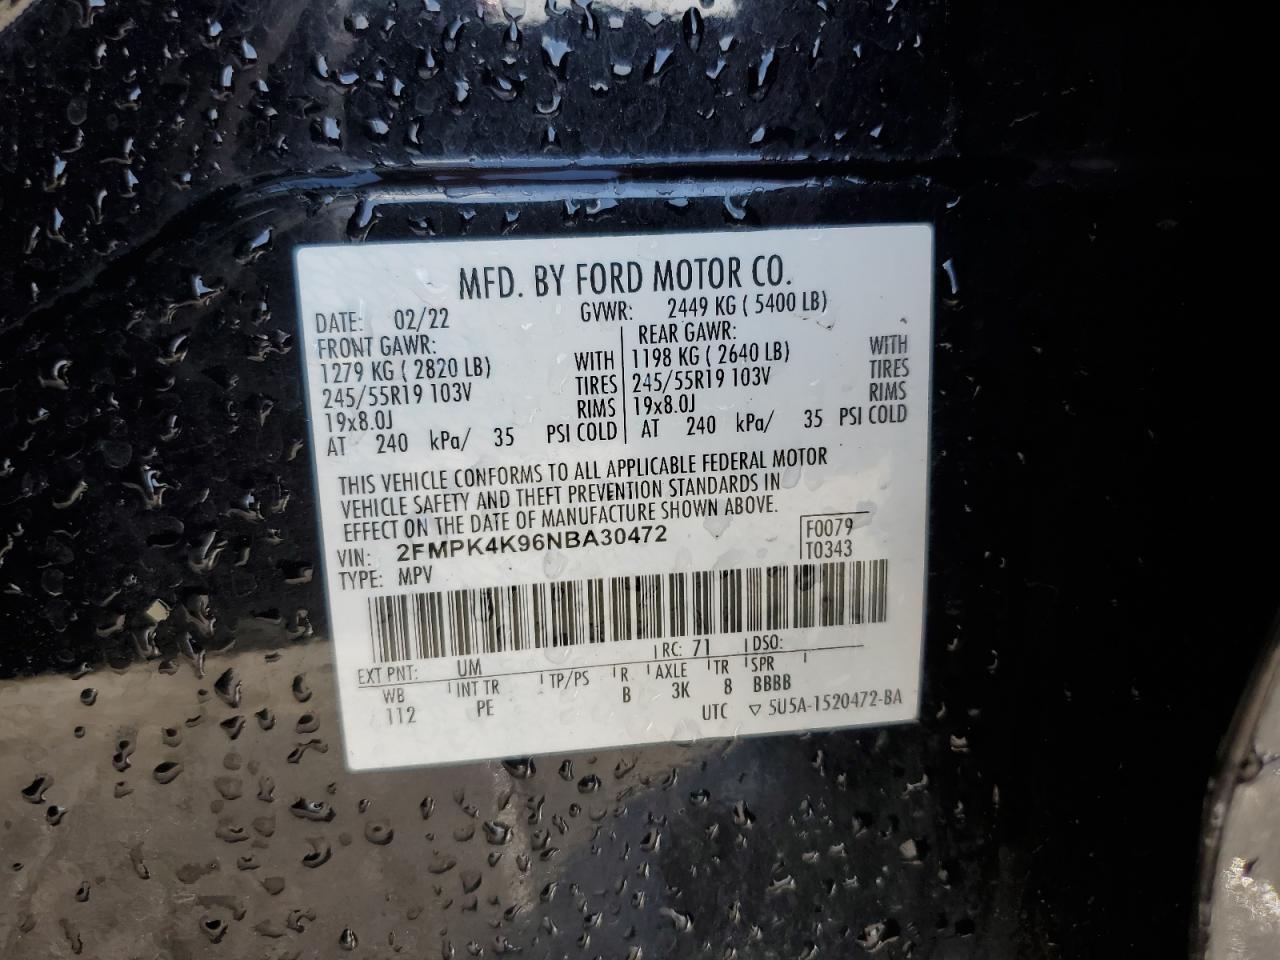 MFD. BY FORD MOTOR CO.
DATE: 02/22 GVWR: 2449 KG ( 5400 LB)
FRONT GAWR: REAR GAWR:
1279 KG ( 2820 LB) WITH 1198 KG ( 2640 LB) WITH
245/55R19 103V TIRES 245/55R19 103V TIRES
19x8.0J RIMS 19x8.0J RIMS
AT 240 kPa/ 35 PSI COLD AT 240 kPa/ 35 PSI COLD
THIS VEHICLE CONFORMS TO ALL APPLICABLE FEDERAL MOTOR
VEHICLE SAFETY AND THEFT PREVENTION STANDARDS IN
EFFECT ON THE DATE OF MANUFACTURE SHOWN ABOVE.
VIN: 2FMPK4K96NBA30472 F0079
TYPE: MPV T0343
EXT PNT: UM RC: 71 DSO:
WB INT TR TP/PS R AXLE TR SPR
112 PE B 3K 8 BBBB
UTC ▽ 5U5A-1520472-BA